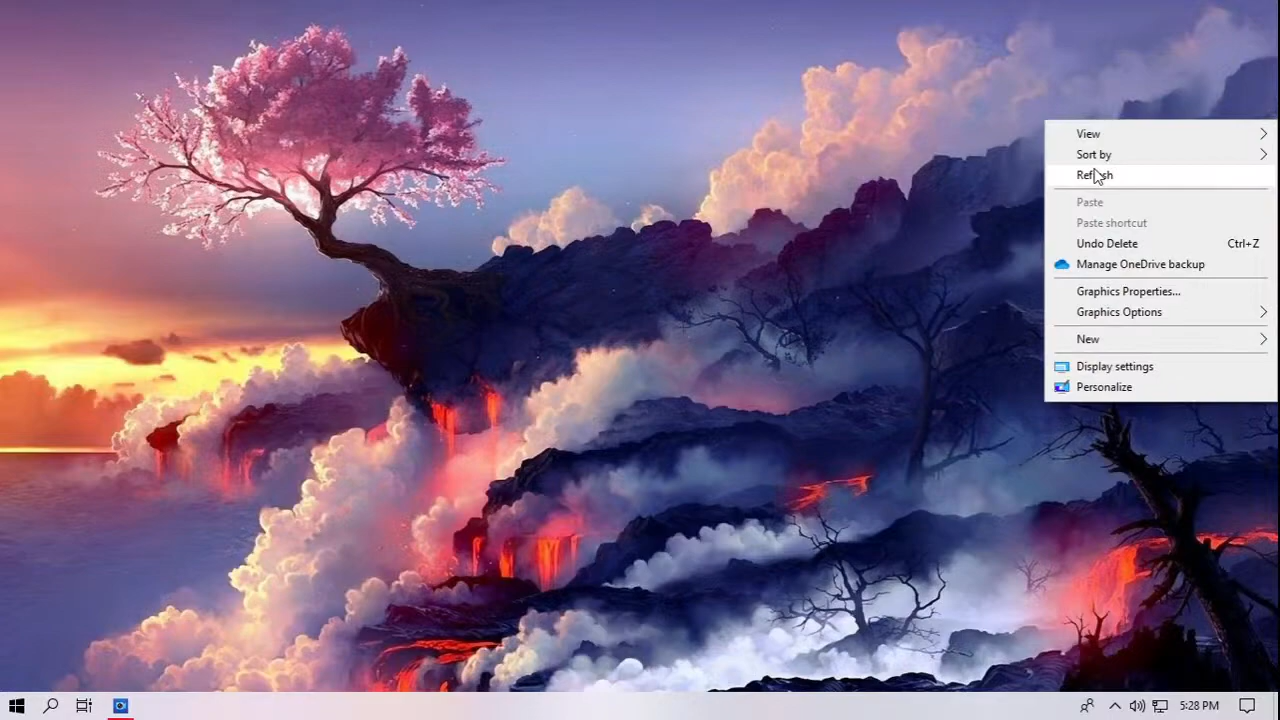 View
Sort by
Refresh
Paste
Paste shortcut
Undo Delete Ctrl+Z
Manage OneDrive backup
Graphics Properties...
Graphics Options
New
Display settings
Personalize
5:28 PM